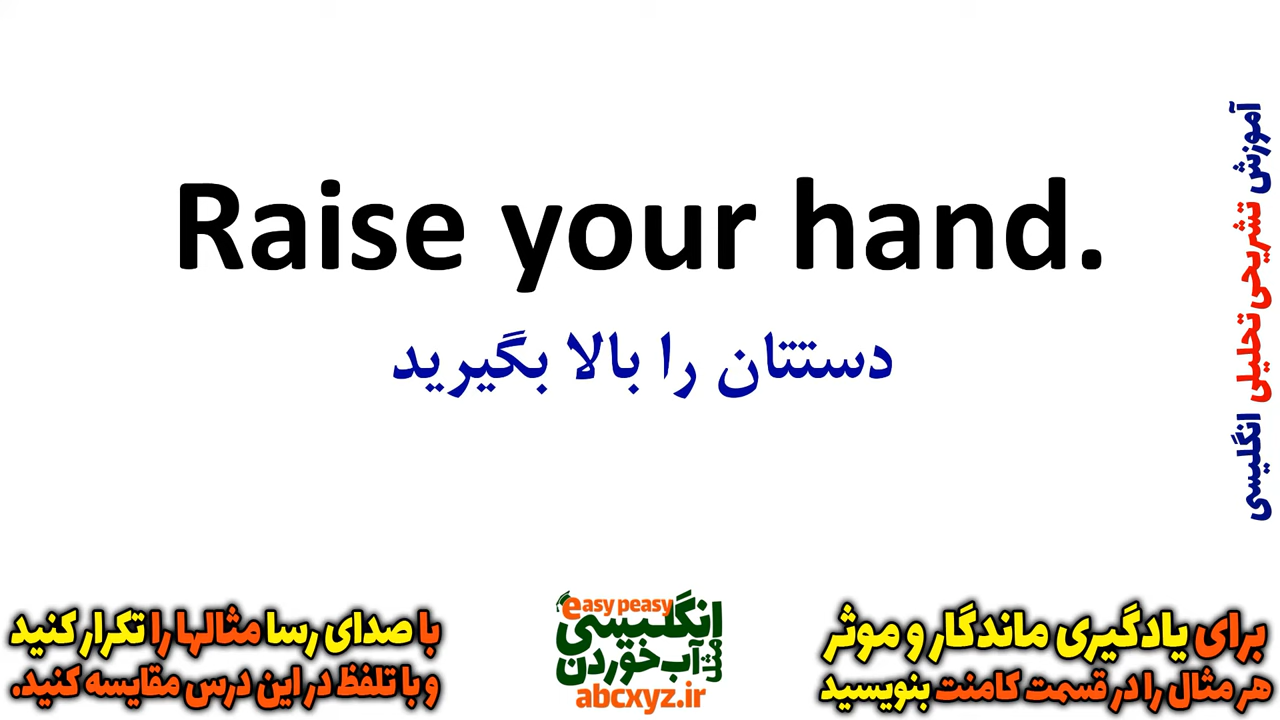 Raise your hand.
دستتان را بالا بگیرید
آموزش تشریحی تحلیلی انگلیسی
با صدای رسا مثالها را تکرار کنید
و با تلفظ در این درس مقایسه کنید.
easy peasy
انگلیسی
مثل آب خوردن
abcxyz.ir
برای یادگیری ماندگار و موثر
هر مثال را در قسمت کامنت بنویسید